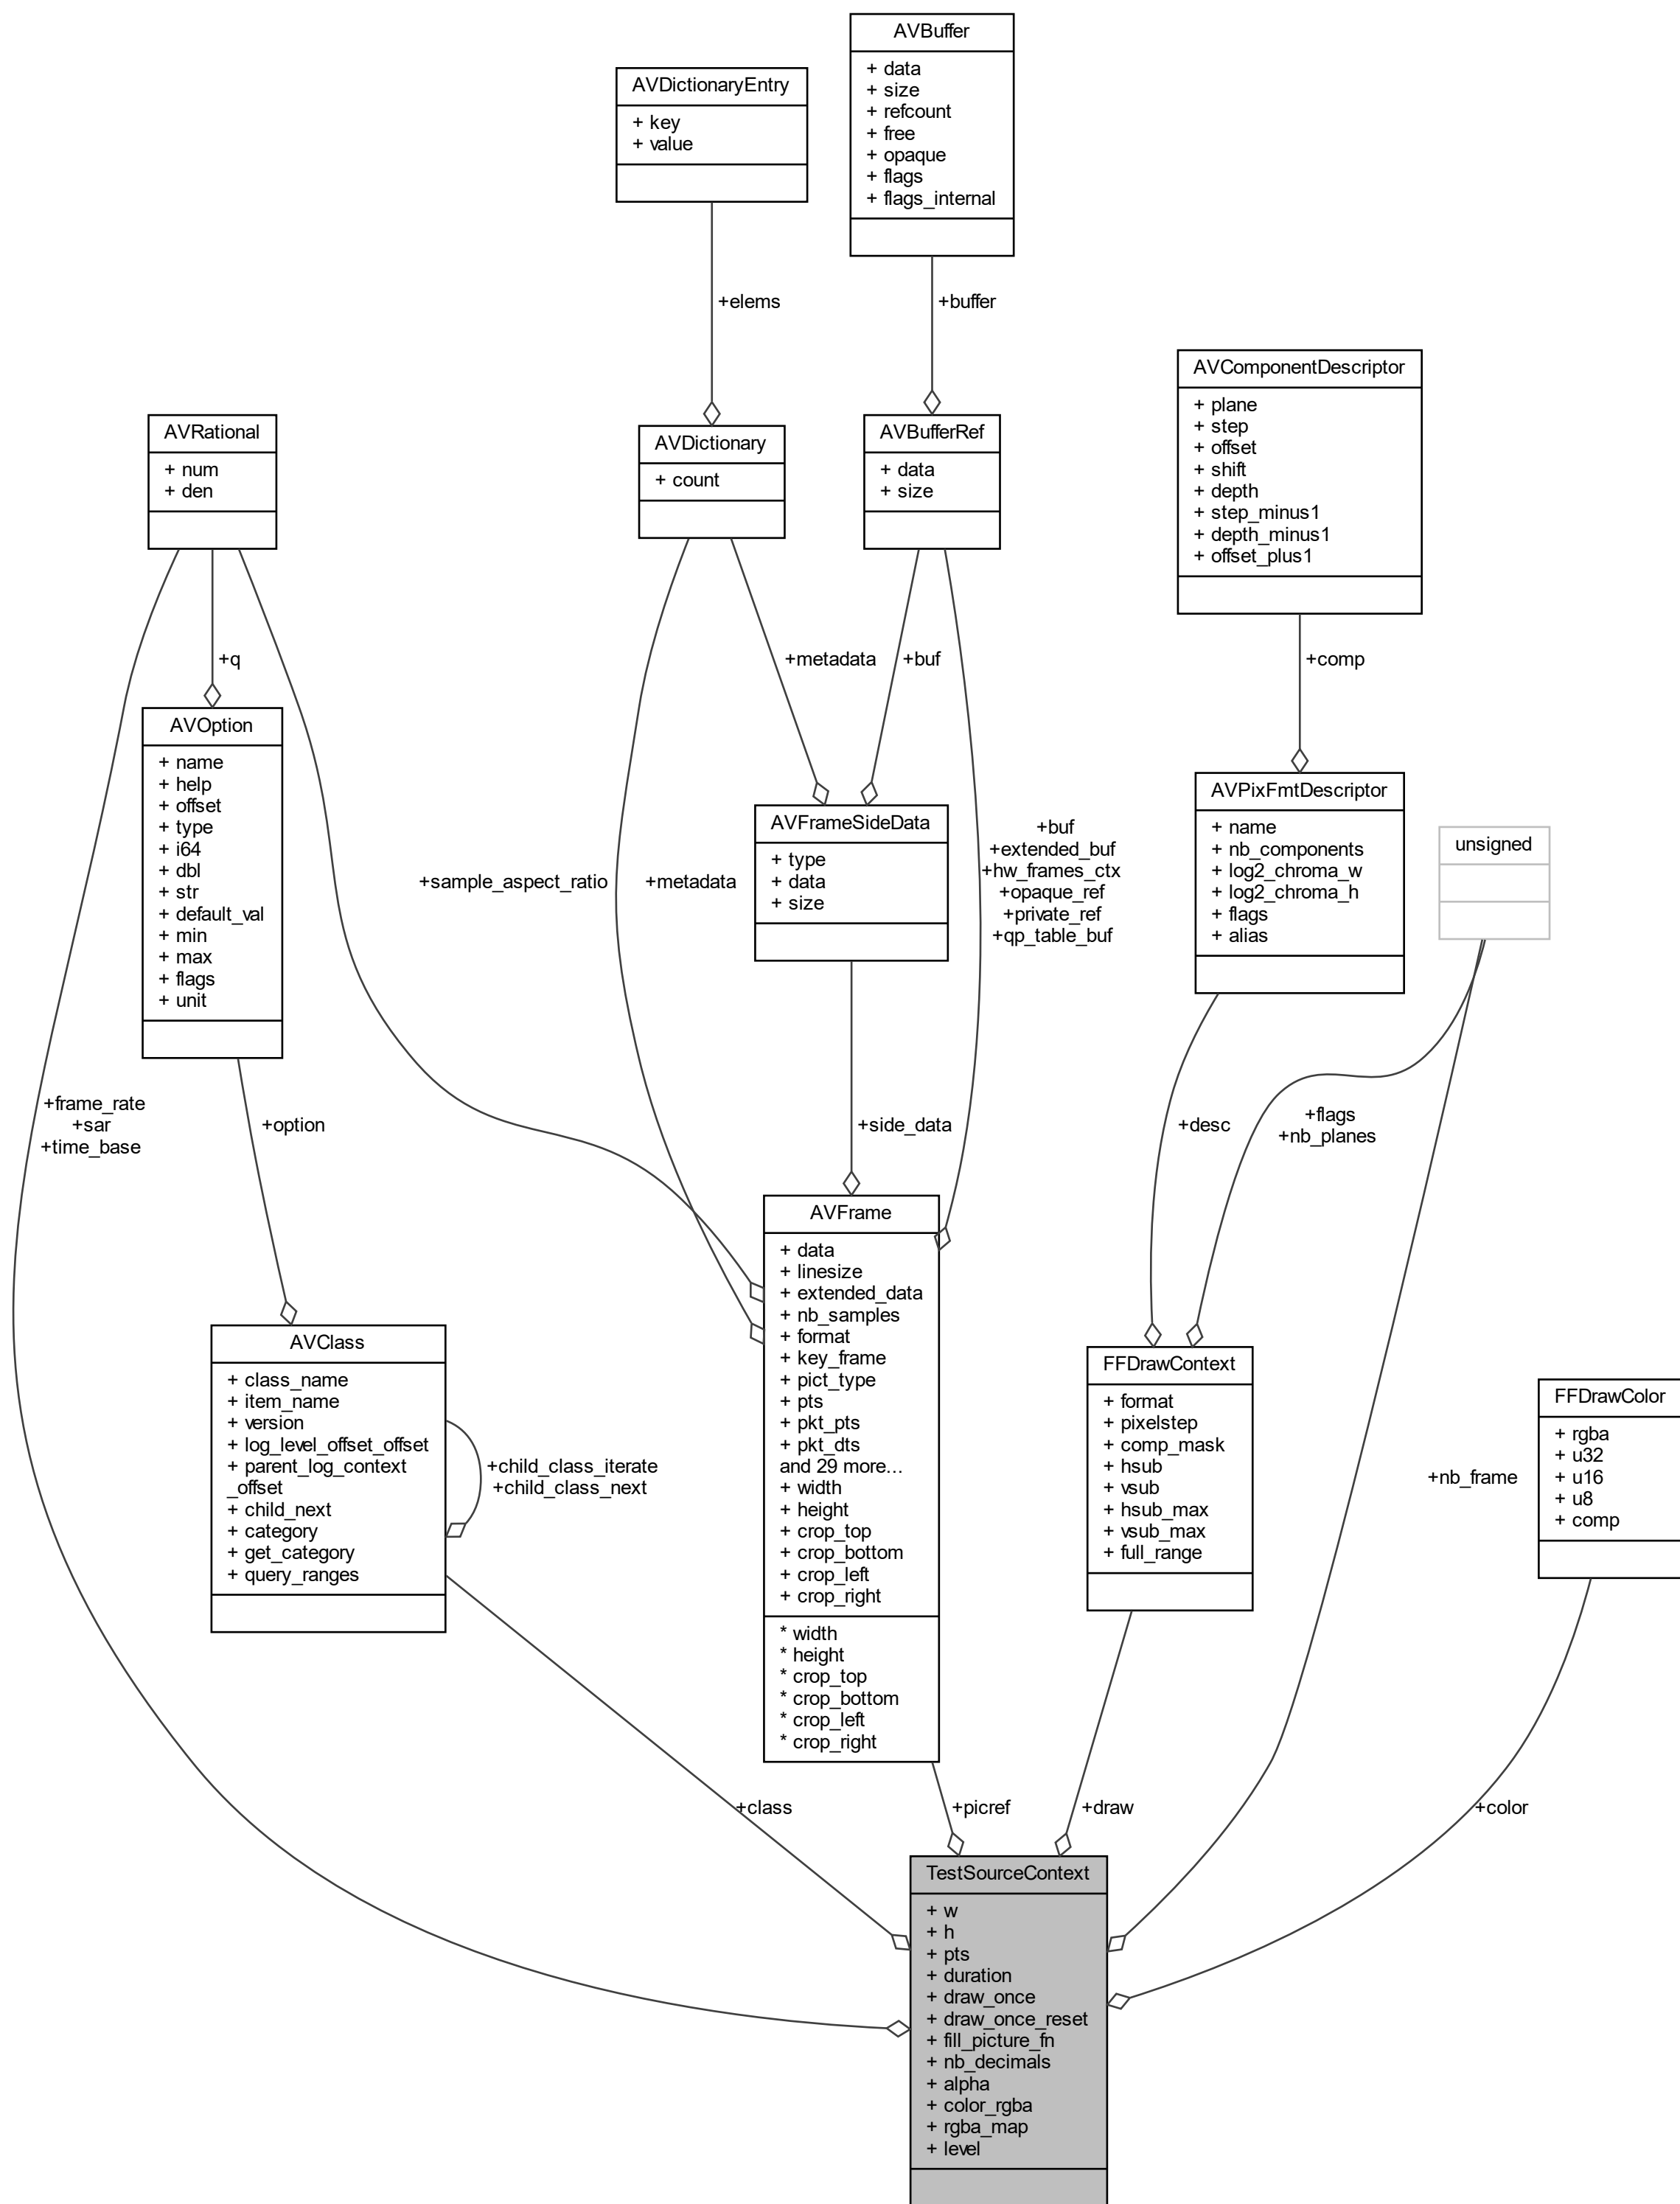 AVBuffer
+ data
+ size
+ refcount
+ free
+ opaque
+ flags
+ flags_internal
AVDictionaryEntry
+ key
+ value
+elems
+buffer
AVComponentDescriptor
+ plane
+ step
+ offset
+ shift
+ depth
+ step_minus1
+ depth_minus1
+ offset_plus1
AVRational
+ num
+ den
AVDictionary
+ count
AVBufferRef
+ data
+ size
+q
+metadata
+buf
+comp
AVOption
+ name
+ help
+ offset
+ type
+ i64
+ dbl
+ str
+ default_val
+ min
+ max
+ flags
+ unit
+sample_aspect_ratio
+metadata
AVFrameSideData
+ type
+ data
+ size
+buf
+extended_buf
+hw_frames_ctx
+opaque_ref
+private_ref
+qp_table_buf
AVPixFmtDescriptor
+ name
+ nb_components
+ log2_chroma_w
+ log2_chroma_h
+ flags
+ alias
unsigned
+frame_rate
+sar
+time_base
+option
+side_data
+desc
+flags
+nb_planes
AVClass
+ class_name
+ item_name
+ version
+ log_level_offset_offset
+ parent_log_context
_offset
+ child_next
+ category
+ get_category
+ query_ranges
+child_class_iterate
+child_class_next
AVFrame
+ data
+ linesize
+ extended_data
+ nb_samples
+ format
+ key_frame
+ pict_type
+ pts
+ pkt_pts
+ pkt_dts
and 29 more...
+ width
+ height
+ crop_top
+ crop_bottom
+ crop_left
+ crop_right
* width
* height
* crop_top
* crop_bottom
* crop_left
* crop_right
FFDrawContext
+ format
+ pixelstep
+ comp_mask
+ hsub
+ vsub
+ hsub_max
+ vsub_max
+ full_range
+nb_frame
FFDrawColor
+ rgba
+ u32
+ u16
+ u8
+ comp
+class
+picref
+draw
+color
TestSourceContext
+ w
+ h
+ pts
+ duration
+ draw_once
+ draw_once_reset
+ fill_picture_fn
+ nb_decimals
+ alpha
+ color_rgba
+ rgba_map
+ level